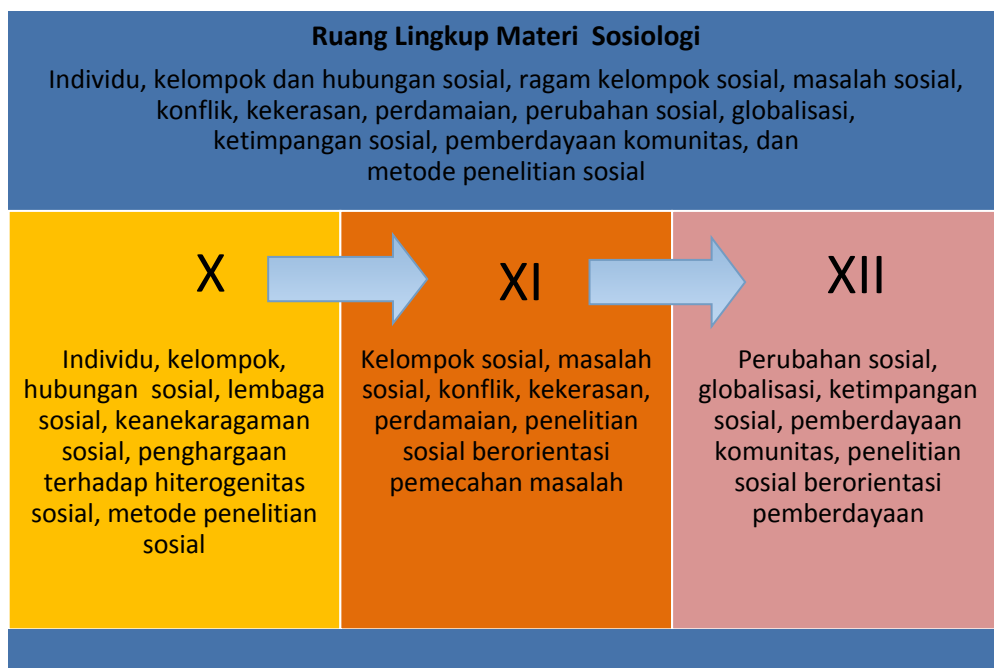 Ruang Lingkup Materi Sosiologi
Individu, kelompok dan hubungan sosial, ragam kelompok sosial, masalah sosial,
konflik, kekerasan, perdamaian, perubahan sosial, globalisasi,
ketimpangan sosial, pemberdayaan komunitas, dan
metode penelitian sosial
X
Individu, kelompok,
hubungan sosial, lembaga
sosial, keanekaragaman
sosial, penghargaan
terhadap hiterogenitas
sosial, metode penelitian
sosial
XI
Kelompok sosial, masalah
sosial, konflik, kekerasan,
perdamaian, penelitian
sosial berorientasi
pemecahan masalah
XII
Perubahan sosial,
globalisasi, ketimpangan
sosial, pemberdayaan
komunitas, penelitian
sosial berorientasi
pemberdayaan